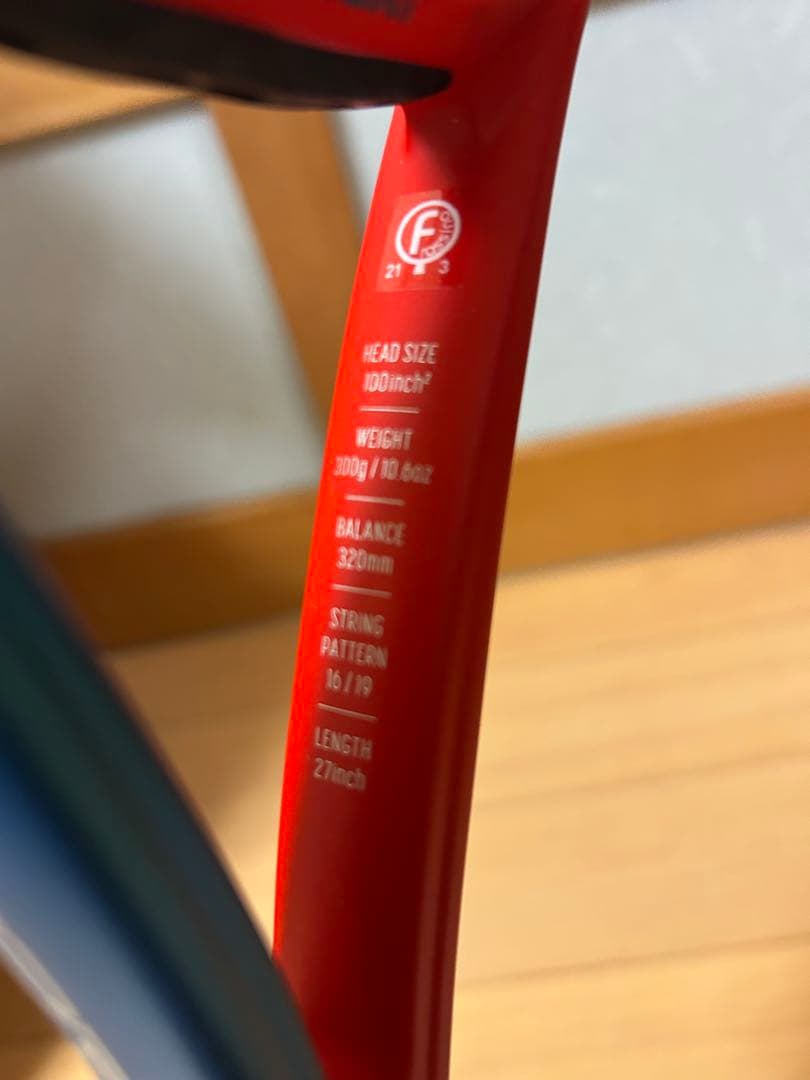 F
21 3
HEAD SIZE
100inch²
WEIGHT
300g / 10.6oz
BALANCE
320mm
STRING
PATTERN
16 / 19
LENGTH
27inch